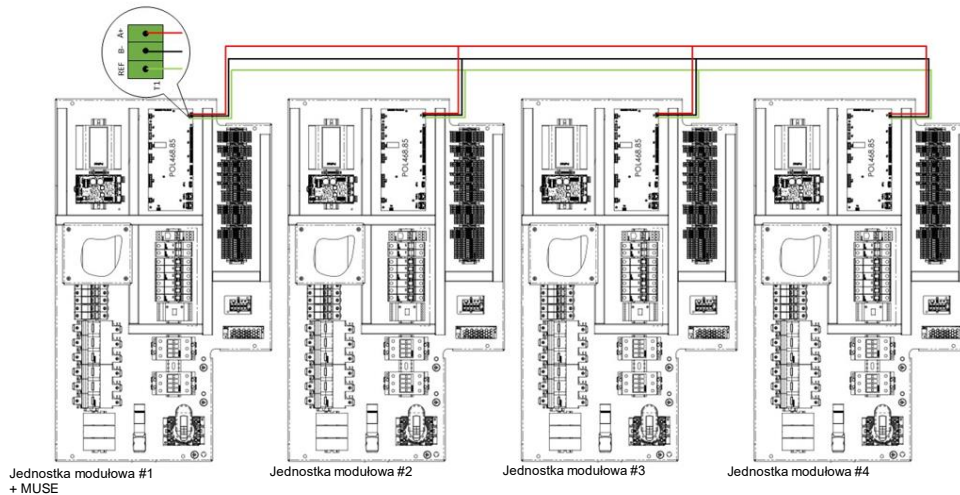 A+
B-
REF
T1
POL468.85
POL468.85
POL468.85
POL468.85
Jednostka modułowa #1
+ MUSE
Jednostka modułowa #2
Jednostka modułowa #3
Jednostka modułowa #4